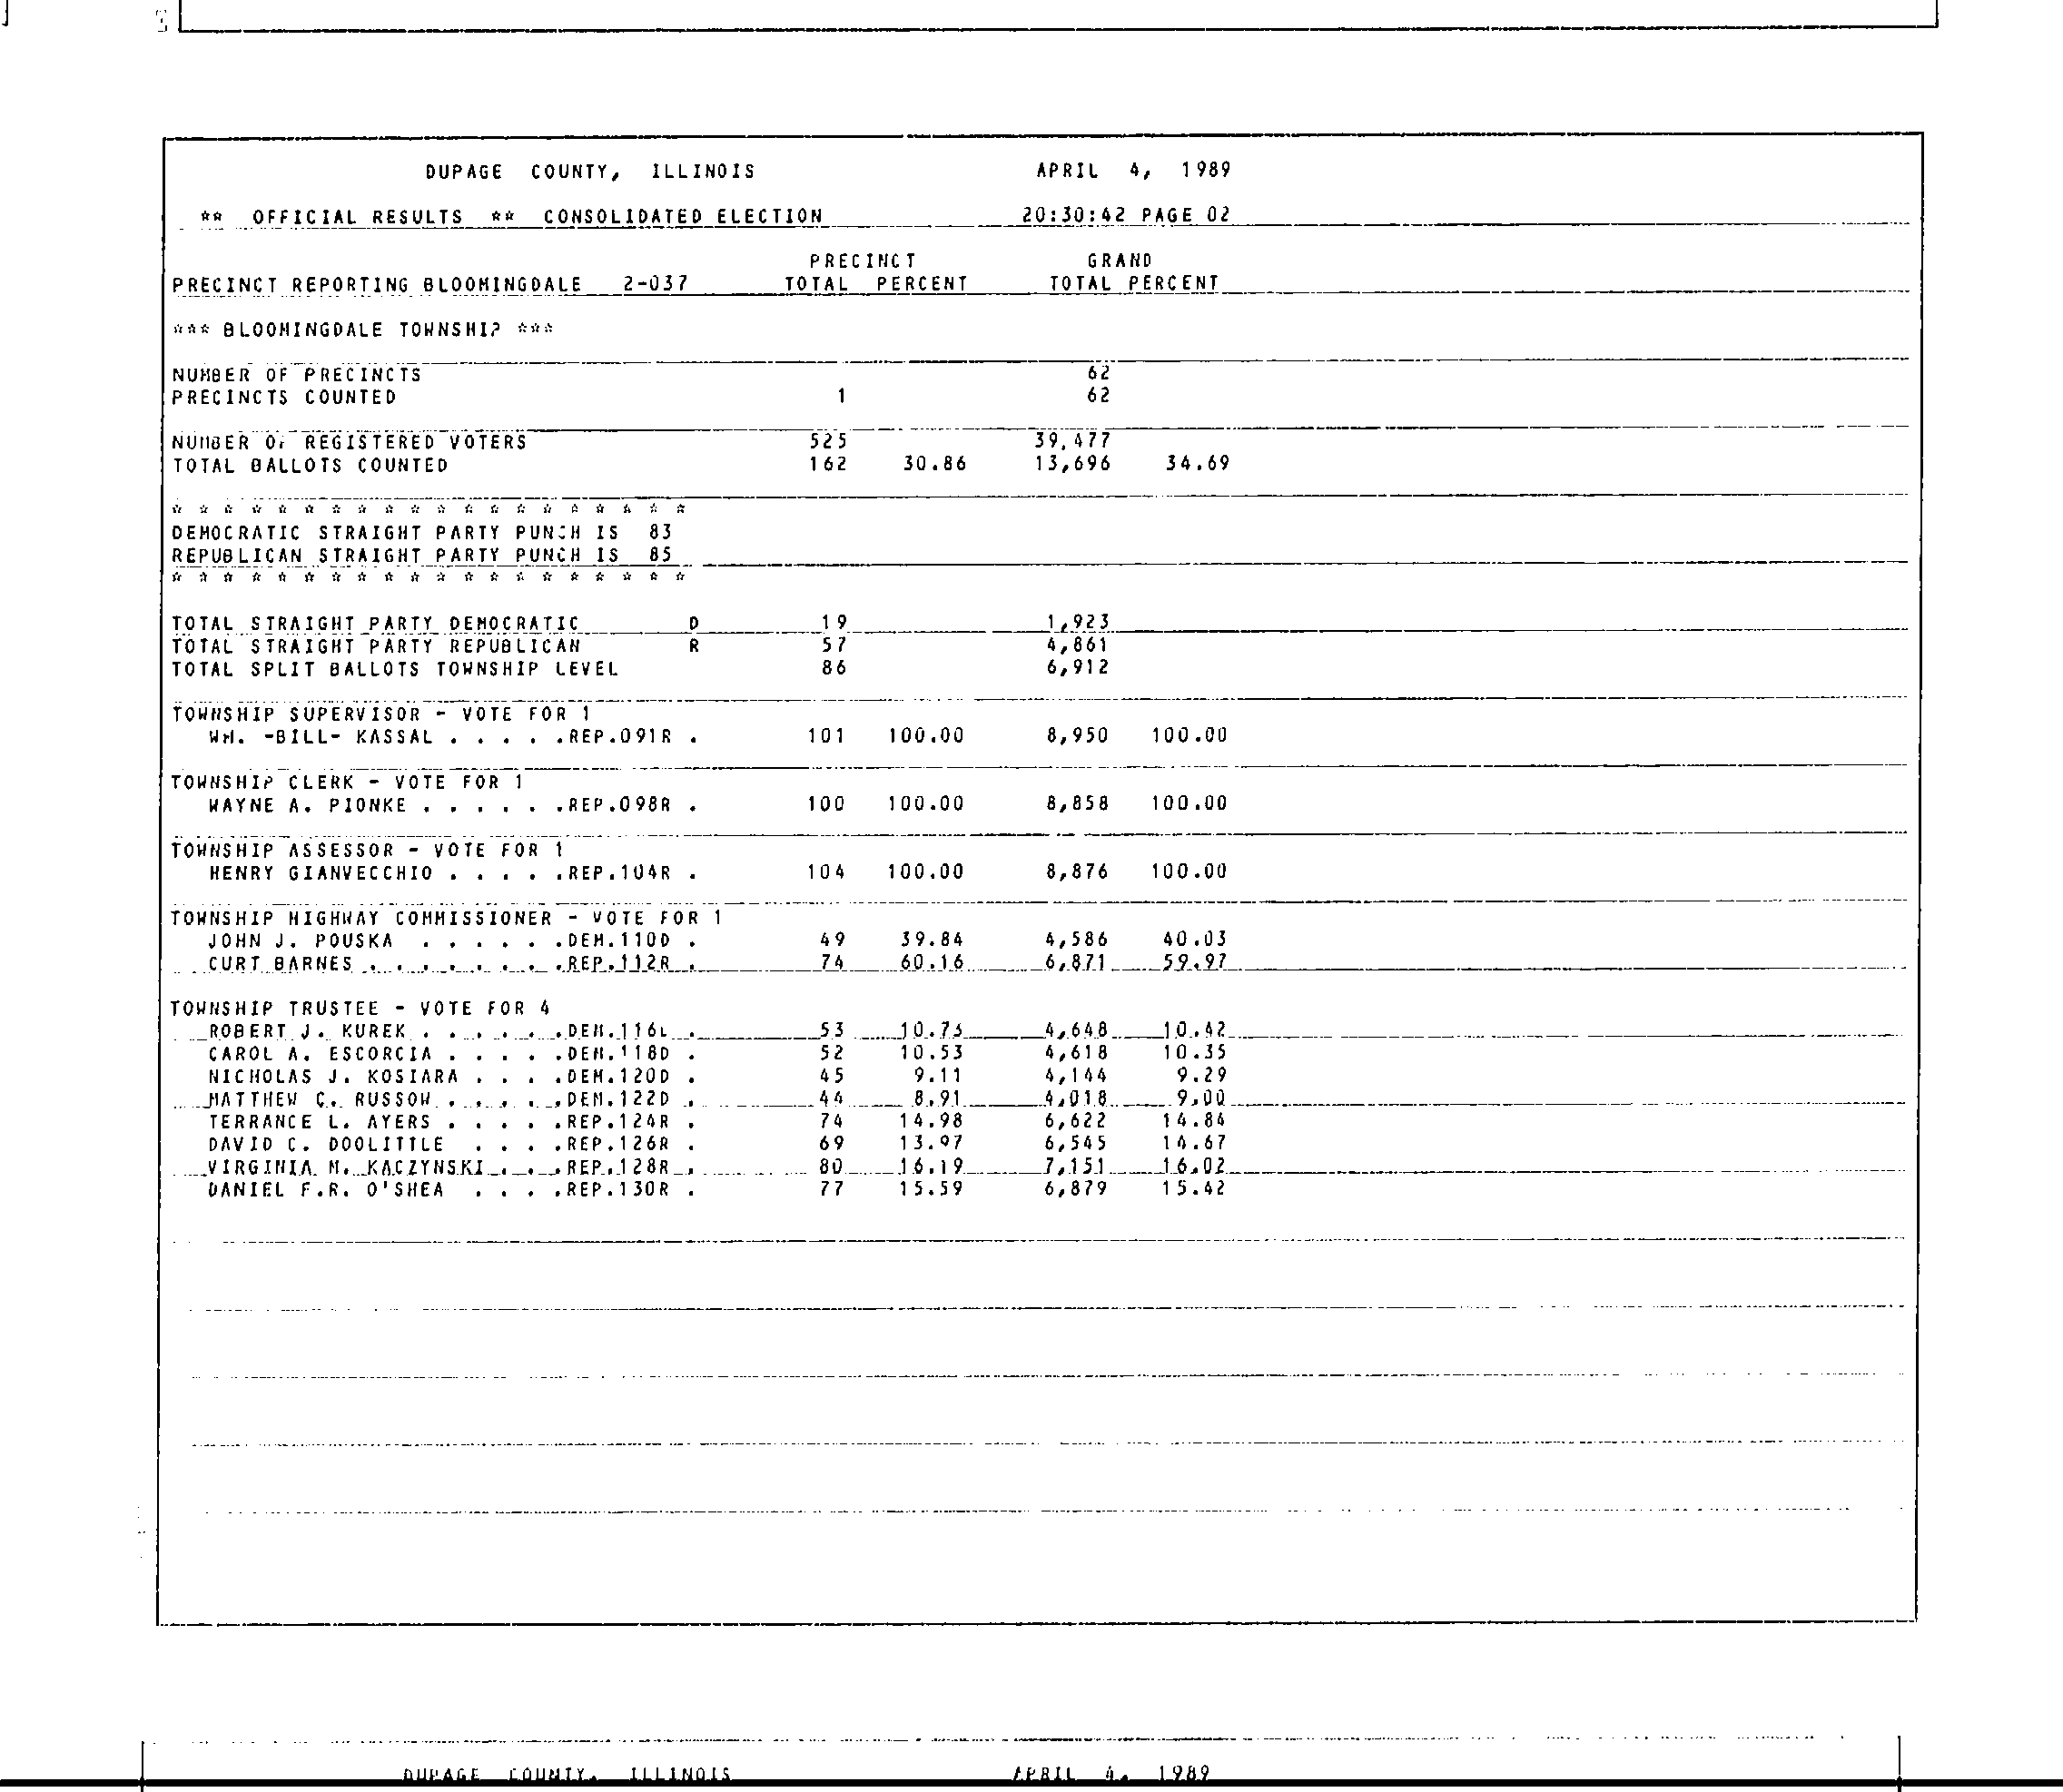 DUPAGE COUNTY, ILLINOIS APRIL 4, 1989
** OFFICIAL RESULTS ** CONSOLIDATED ELECTION 20:30:42 PAGE 02
PRECINCT GRAND
PRECINCT REPORTING BLOOMINGDALE 2-037 TOTAL PERCENT TOTAL PERCENT
*** BLOOMINGDALE TOWNSHIP ***
NUMBER OF PRECINCTS 62
PRECINCTS COUNTED 1 62
NUMBER OF REGISTERED VOTERS 525 39,477
TOTAL BALLOTS COUNTED 162 30.86 13,696 34.69
* * * * * * * * * * * * * * * * * * * *
DEMOCRATIC STRAIGHT PARTY PUNCH IS 83
REPUBLICAN STRAIGHT PARTY PUNCH IS 85
* * * * * * * * * * * * * * * * * * * *
TOTAL STRAIGHT PARTY DEMOCRATIC D 19 1,923
TOTAL STRAIGHT PARTY REPUBLICAN R 57 4,861
TOTAL SPLIT BALLOTS TOWNSHIP LEVEL 86 6,912
TOWNSHIP SUPERVISOR - VOTE FOR 1
WM. -BILL- KASSAL . . . . .REP.091R . 101 100.00 8,950 100.00
TOWNSHIP CLERK - VOTE FOR 1
WAYNE A. PIONKE . . . . . .REP.098R . 100 100.00 8,858 100.00
TOWNSHIP ASSESSOR - VOTE FOR 1
HENRY GIANVECCHIO . . . . .REP.104R . 104 100.00 8,876 100.00
TOWNSHIP HIGHWAY COMMISSIONER - VOTE FOR 1
JOHN J. POUSKA . . . . . .DEM.110D . 49 39.84 4,586 40.03
CURT BARNES . . . . . . . .REP.112R . 74 60.16 6,871 59.97
TOWNSHIP TRUSTEE - VOTE FOR 4
ROBERT J. KUREK . . . . . .DEM.116D . 53 10.73 4,648 10.42
CAROL A. ESCORCIA . . . . .DEM.118D . 52 10.53 4,618 10.35
NICHOLAS J. KOSIARA . . . .DEM.120D . 45 9.11 4,144 9.29
MATTHEW C. RUSSOW . . . . .DEM.122D . 44 8.91 4,018 9.00
TERRANCE L. AYERS . . . . .REP.124R . 74 14.98 6,622 14.84
DAVID C. DOOLITTLE . . . .REP.126R . 69 13.97 6,545 14.67
VIRGINIA M. KACZYNSKI . . .REP.128R . 80 16.19 7,151 16.02
DANIEL F.R. O'SHEA . . . .REP.130R . 77 15.59 6,879 15.42
DUPAGE COUNTY, ILLINOIS APRIL 4, 1989